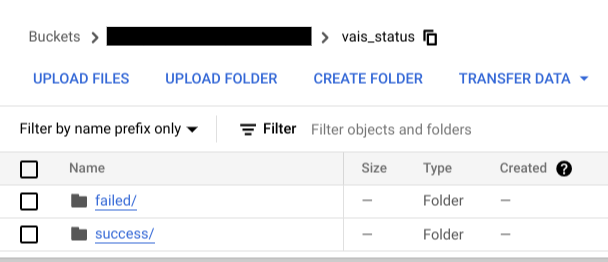 Buckets > > vais_status
UPLOAD FILES UPLOAD FOLDER CREATE FOLDER TRANSFER DATA
Filter by name prefix only Filter Filter objects and folders
Name Size Type Created ?
failed/ – Folder –
success/ – Folder –